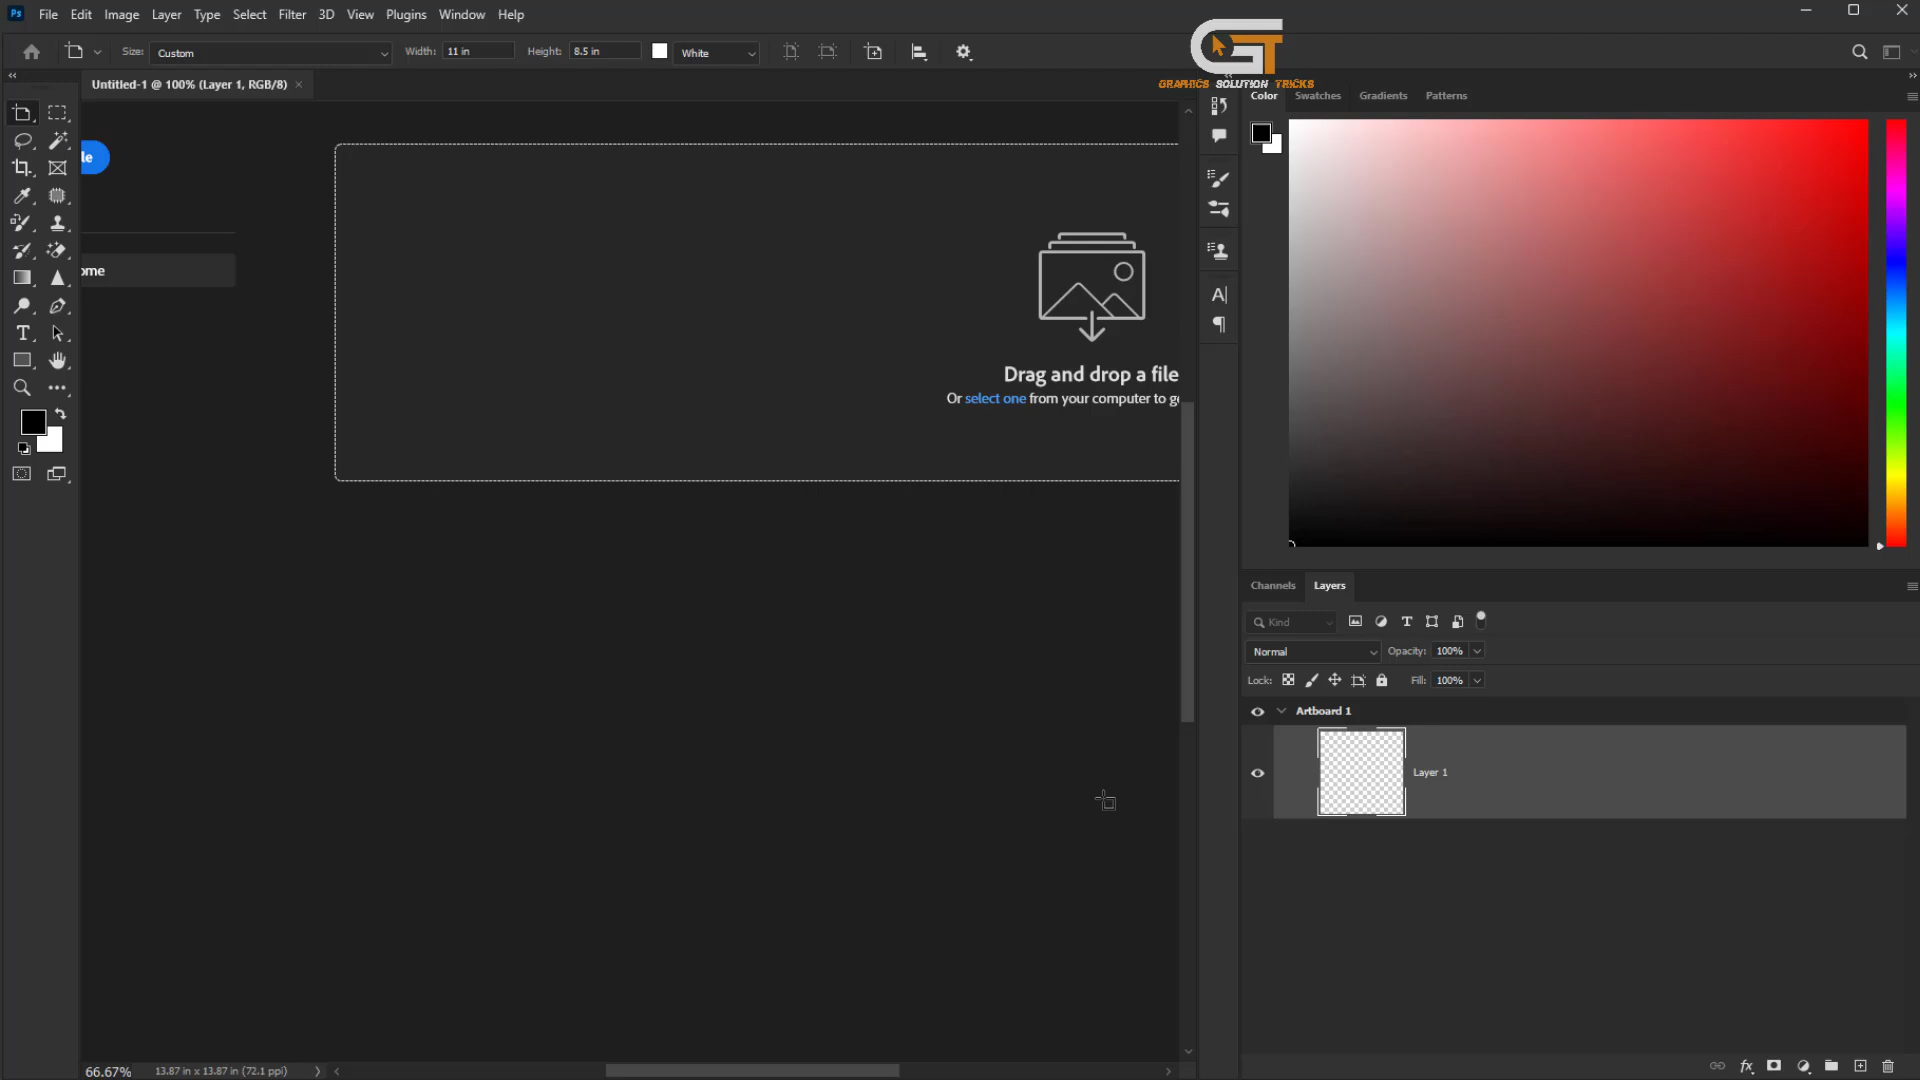 Ps File Edit Image Layer Type Select Filter 3D View Plugins Window Help
Size: Custom Width: 11 in Height: 8.5 in White
GT
GRAPHICS SOLUTION TRICKS
Untitled-1 @ 100% (Layer 1, RGB/8) ×
Color Swatches Gradients Patterns
le
ome
Drag and drop a file
Or select one from your computer to ge
Channels Layers
Kind
Normal Opacity: 100%
Lock: Fill: 100%
Artboard 1
Layer 1
66.67% 13.87 in x 13.87 in (72.1 ppi)